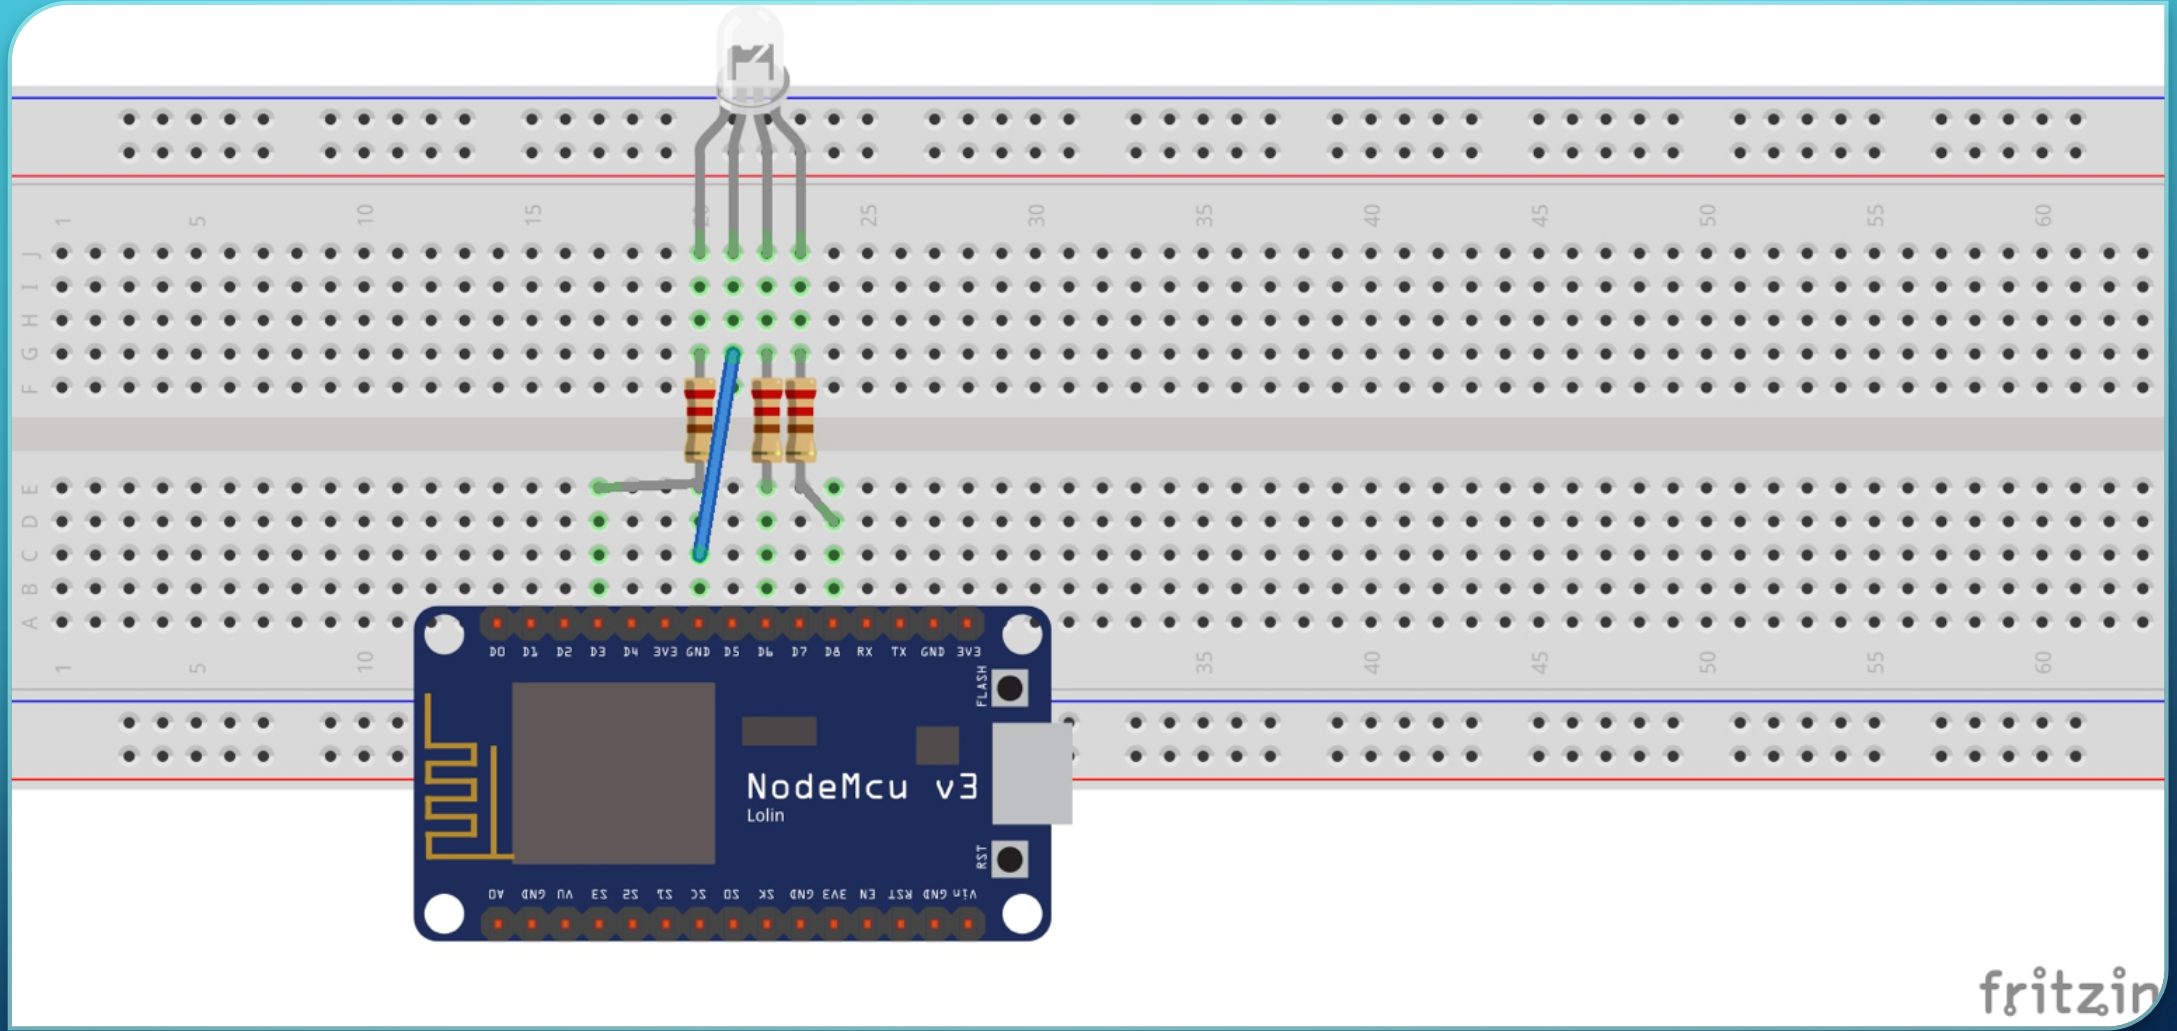 1 5 10 15 20 25 30 35 40 45 50 55 60
J
I
H
G
F
E
D
C
B
A
1 5 10 35 40 45 50 55 60
D0 D1 D2 D3 D4 3V3 GND D5 D6 D7 D8 RX TX GND 3V3
FLASH
NodeMcu v3
Lolin
RST
A0 GND VU S3 S2 S1 SC S0 SK GND 3V3 EN RST GND Vin
fritzin